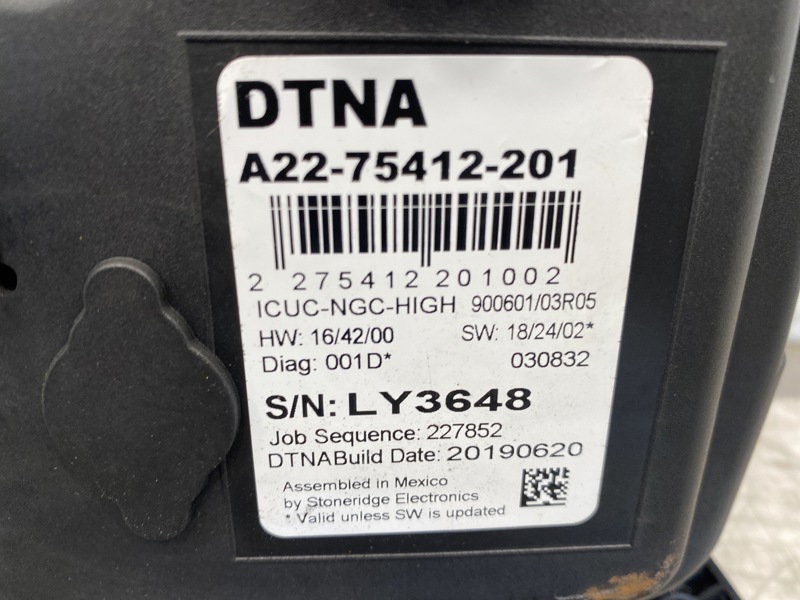 DTNA
A22-75412-201
2 275412 201002
ICUC-NGC-HIGH 900601/03R05
HW: 16/42/00 SW: 18/24/02*
Diag: 001D* 030832
S/N: LY3648
Job Sequence: 227852
DTNABuild Date: 20190620
Assembled in Mexico
by Stoneridge Electronics
* Valid unless SW is updated